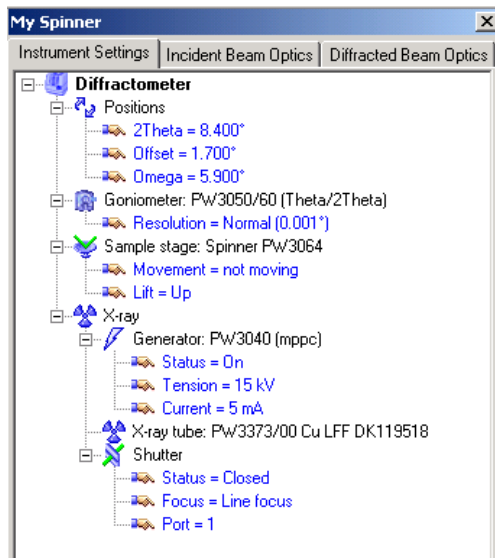 My Spinner
Instrument Settings Incident Beam Optics Diffracted Beam Optics
Diffractometer
Positions
2Theta = 8.400°
Offset = 1.700°
Omega = 5.900°
Goniometer: PW3050/60 (Theta/2Theta)
Resolution = Normal (0.001°)
Sample stage: Spinner PW3064
Movement = not moving
Lift = Up
X-ray
Generator: PW3040 (mppc)
Status = On
Tension = 15 kV
Current = 5 mA
X-ray tube: PW3373/00 Cu LFF DK119518
Shutter
Status = Closed
Focus = Line focus
Port = 1